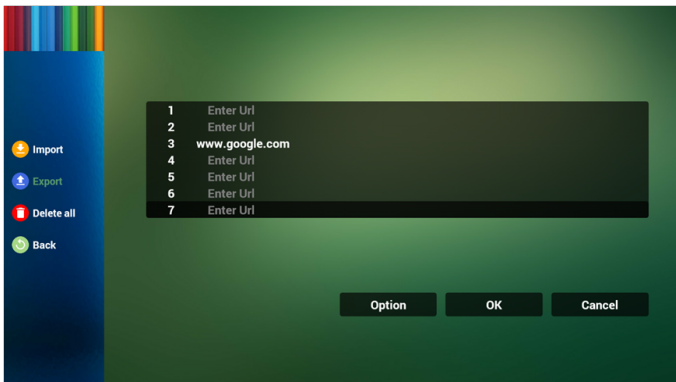 Import
Export
Delete all
Back
1 Enter Url
2 Enter Url
3 www.google.com
4 Enter Url
5 Enter Url
6 Enter Url
7 Enter Url
Option OK Cancel